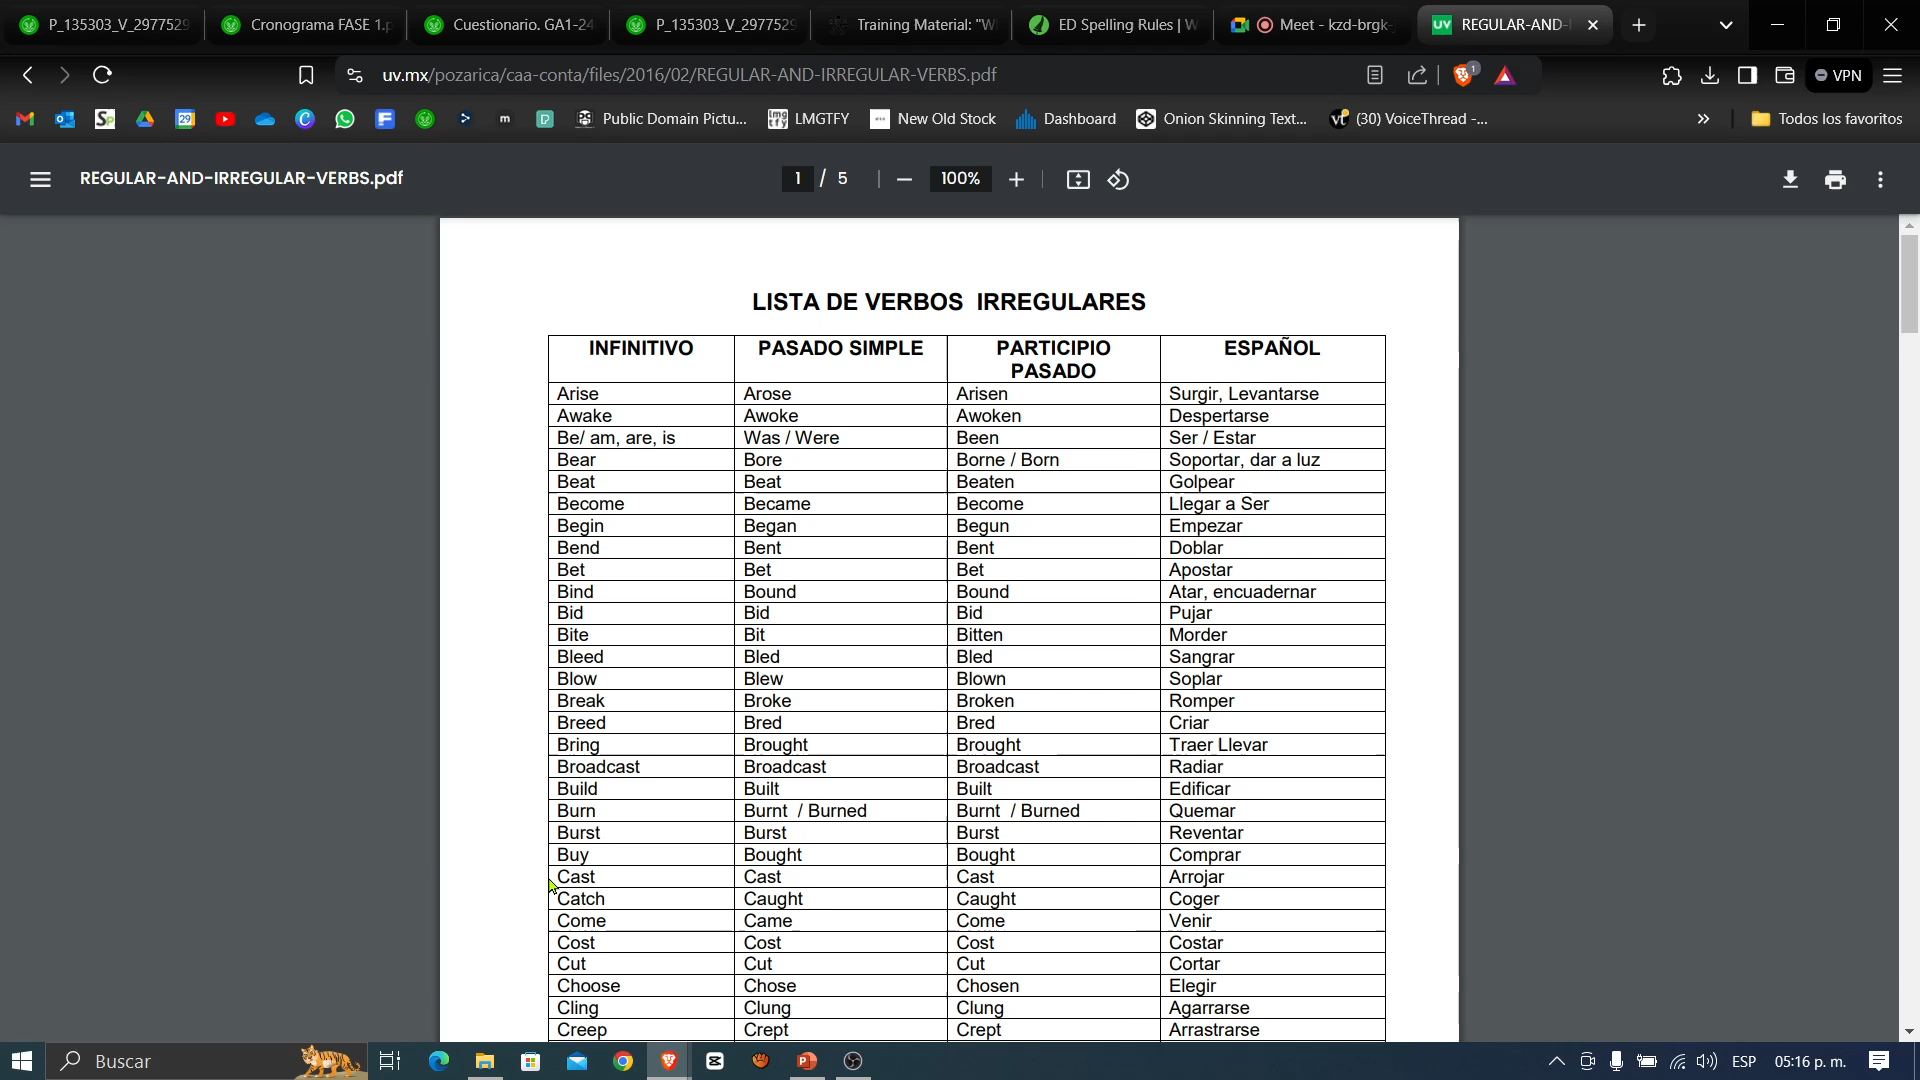 P_135303_V_2977529
Cronograma FASE 1.p
Cuestionario. GA1-24
P_135303_V_2977529
Training Material: "W
ED Spelling Rules | W
Meet - kzd-brgk-
UV REGULAR-AND-I
uv.mx/pozarica/caa-conta/files/2016/02/REGULAR-AND-IRREGULAR-VERBS.pdf
1
VPN
Public Domain Pictu...
LMGTFY
New Old Stock
Dashboard
Onion Skinning Text...
(30) VoiceThread -...
Todos los favoritos
REGULAR-AND-IRREGULAR-VERBS.pdf
1 / 5
100%
LISTA DE VERBOS IRREGULARES
INFINITIVO PASADO SIMPLE PARTICIPIO PASADO ESPAÑOL
Arise Arose Arisen Surgir, Levantarse
Awake Awoke Awoken Despertarse
Be/ am, are, is Was / Were Been Ser / Estar
Bear Bore Borne / Born Soportar, dar a luz
Beat Beat Beaten Golpear
Become Became Become Llegar a Ser
Begin Began Begun Empezar
Bend Bent Bent Doblar
Bet Bet Bet Apostar
Bind Bound Bound Atar, encuadernar
Bid Bid Bid Pujar
Bite Bit Bitten Morder
Bleed Bled Bled Sangrar
Blow Blew Blown Soplar
Break Broke Broken Romper
Breed Bred Bred Criar
Bring Brought Brought Traer Llevar
Broadcast Broadcast Broadcast Radiar
Build Built Built Edificar
Burn Burnt / Burned Burnt / Burned Quemar
Burst Burst Burst Reventar
Buy Bought Bought Comprar
Cast Cast Cast Arrojar
Catch Caught Caught Coger
Come Came Come Venir
Cost Cost Cost Costar
Cut Cut Cut Cortar
Choose Chose Chosen Elegir
Cling Clung Clung Agarrarse
Creep Crept Crept Arrastrarse
Buscar
ESP
05:16 p. m.